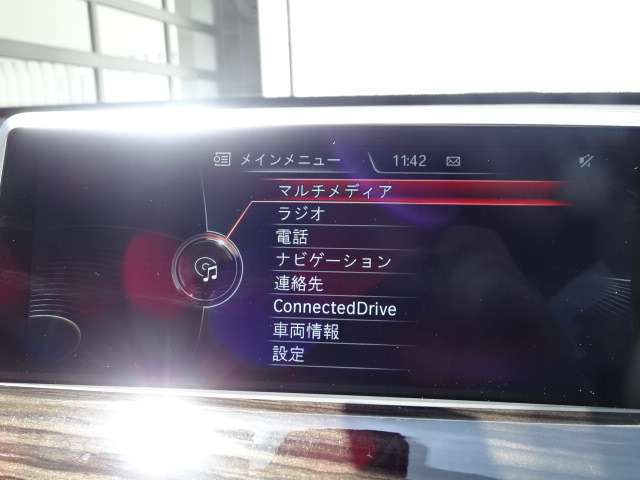 メインメニュー 11:42
マルチメディア
ラジオ
電話
ナビゲーション
連絡先
ConnectedDrive
車両情報
設定